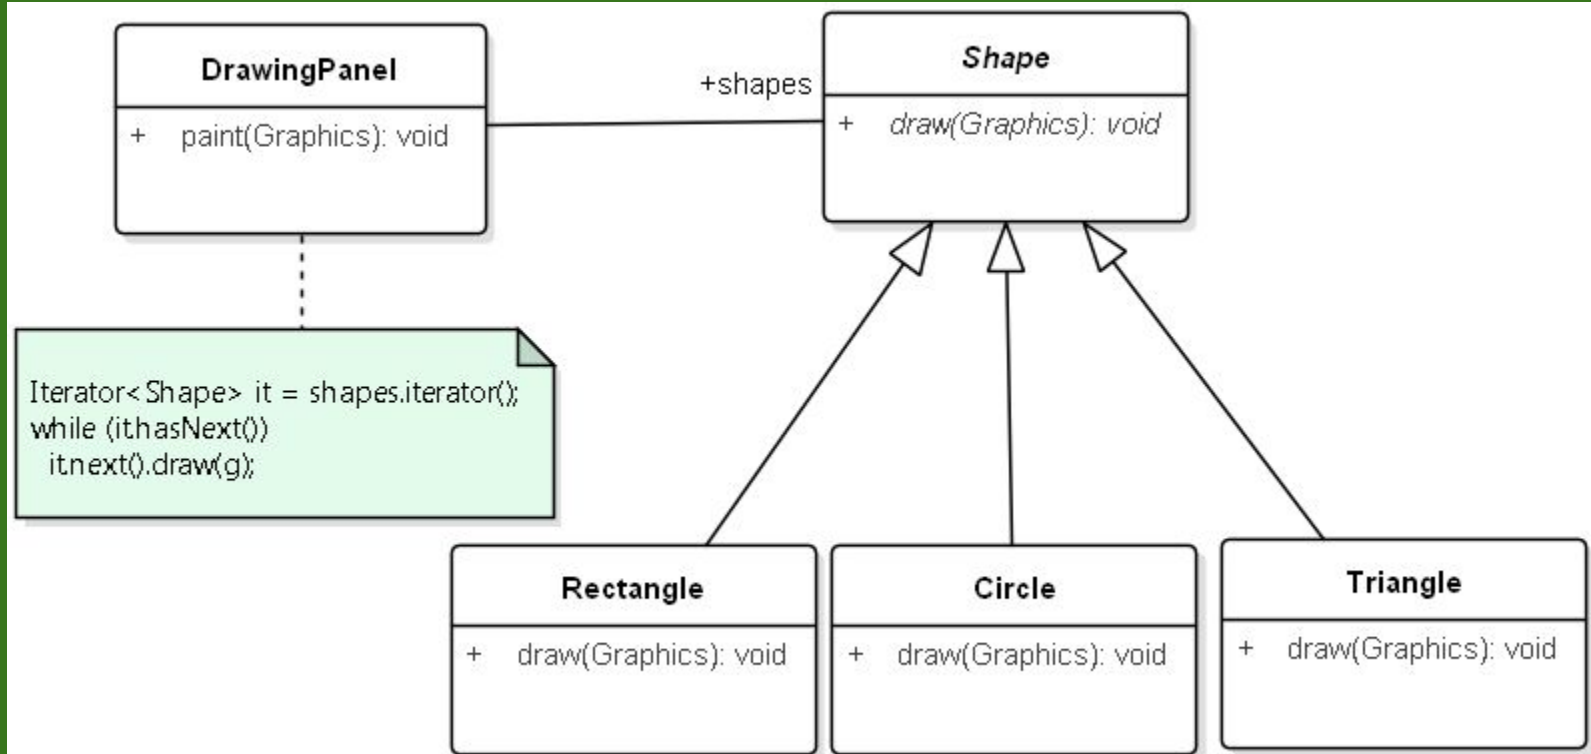 DrawingPanel
+ paint(Graphics): void
+shapes
Shape
+ draw(Graphics): void
Iterator<Shape> it = shapes.iterator();
while (it.hasNext())
it.next().draw(g);
Rectangle
+ draw(Graphics): void
Circle
+ draw(Graphics): void
Triangle
+ draw(Graphics): void